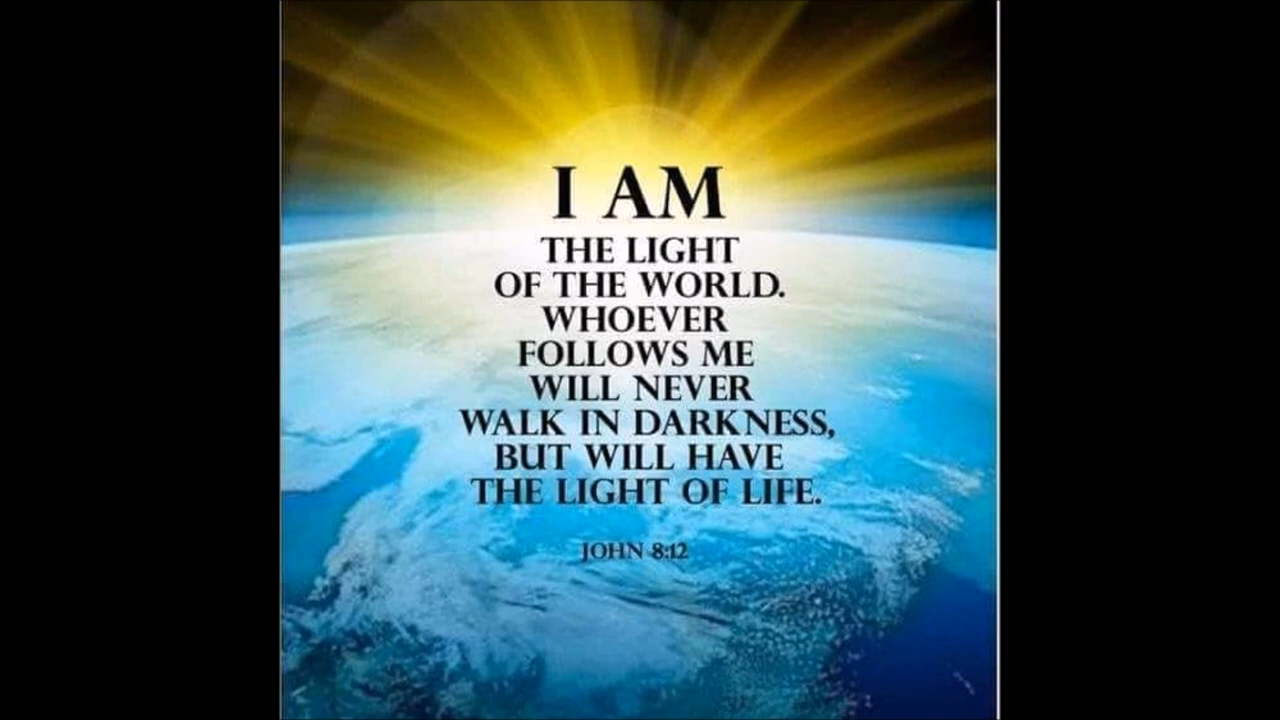 I AM
THE LIGHT
OF THE WORLD.
WHOEVER
FOLLOWS ME
WILL NEVER
WALK IN DARKNESS,
BUT WILL HAVE
THE LIGHT OF LIFE.
JOHN 8:12